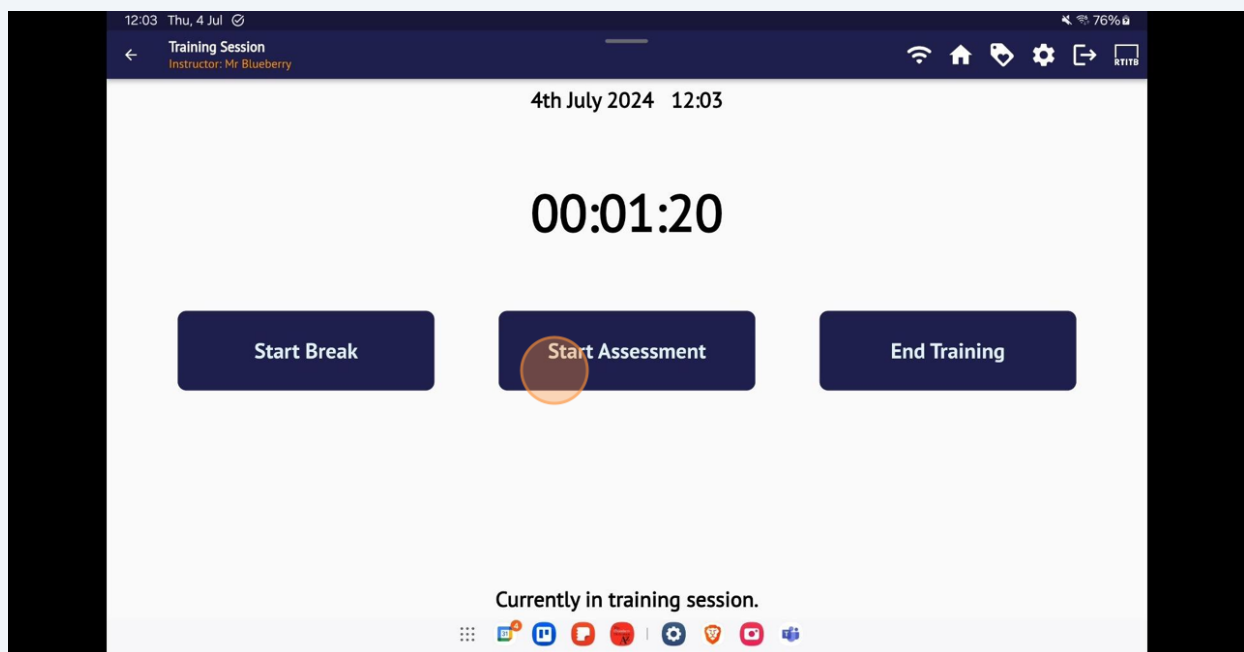 12:03 Thu, 4 Jul
76%
Training Session
Instructor: Mr Blueberry
RTITB
4th July 2024 12:03
00:01:20
Start Break
Start Assessment
End Training
Currently in training session.
4